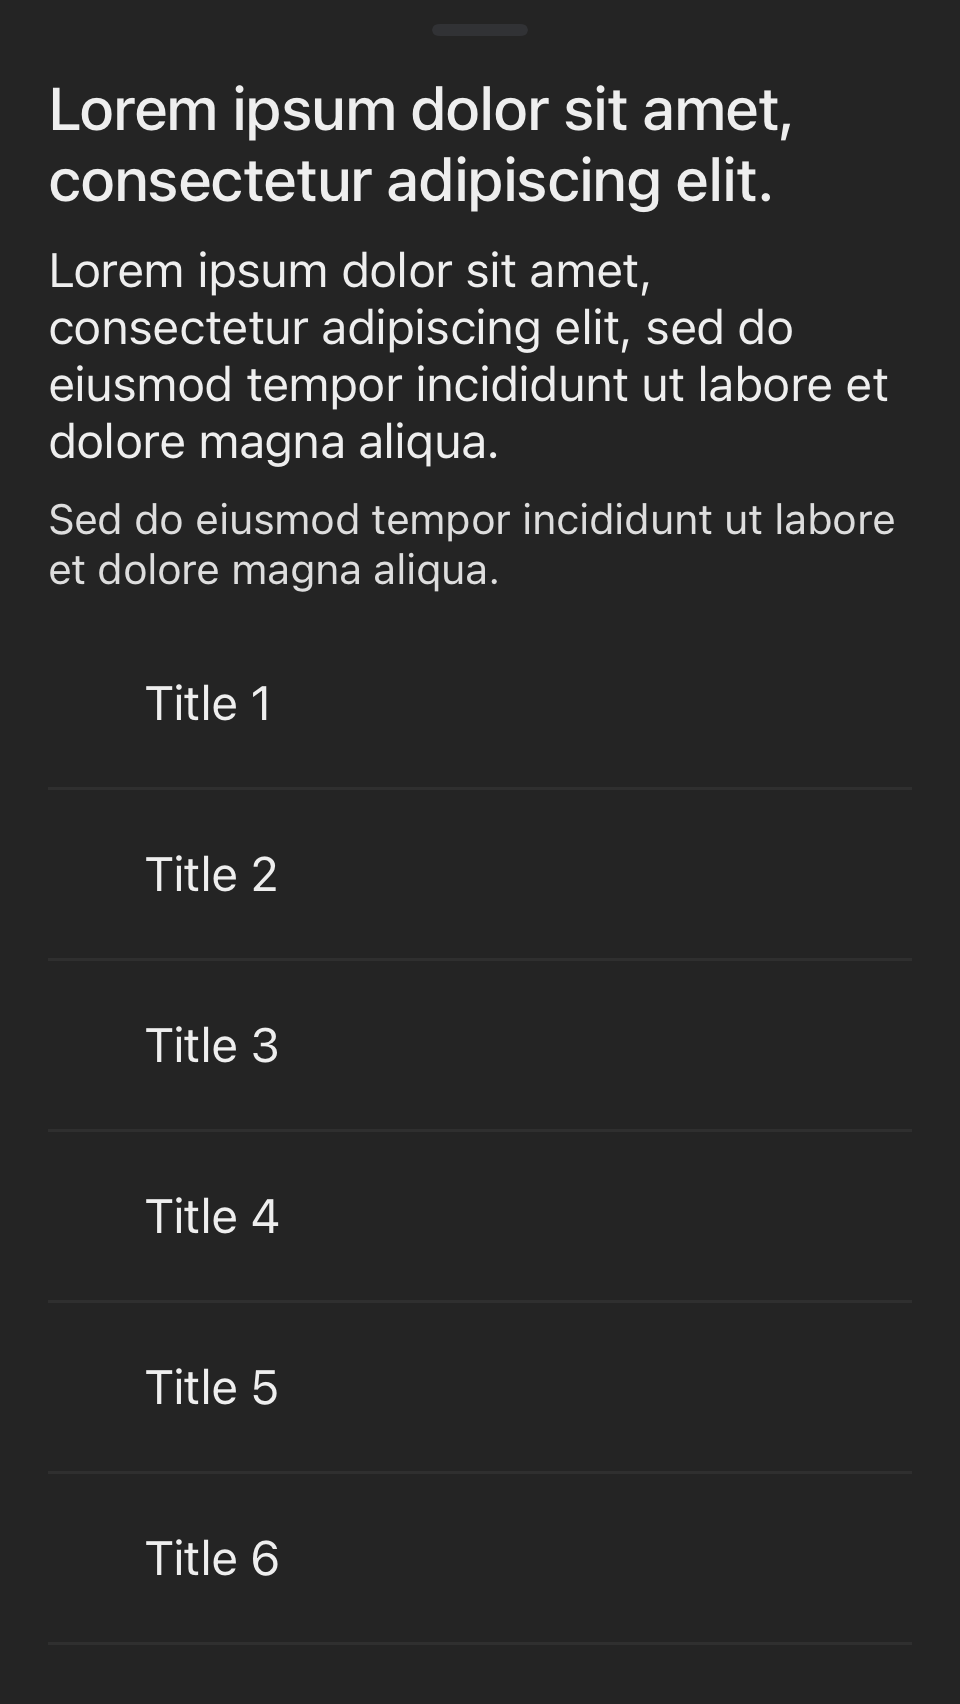 Lorem ipsum dolor sit amet,
consectetur adipiscing elit.
Lorem ipsum dolor sit amet,
consectetur adipiscing elit, sed do
eiusmod tempor incididunt ut labore et
dolore magna aliqua.
Sed do eiusmod tempor incididunt ut labore
et dolore magna aliqua.
Title 1
Title 2
Title 3
Title 4
Title 5
Title 6